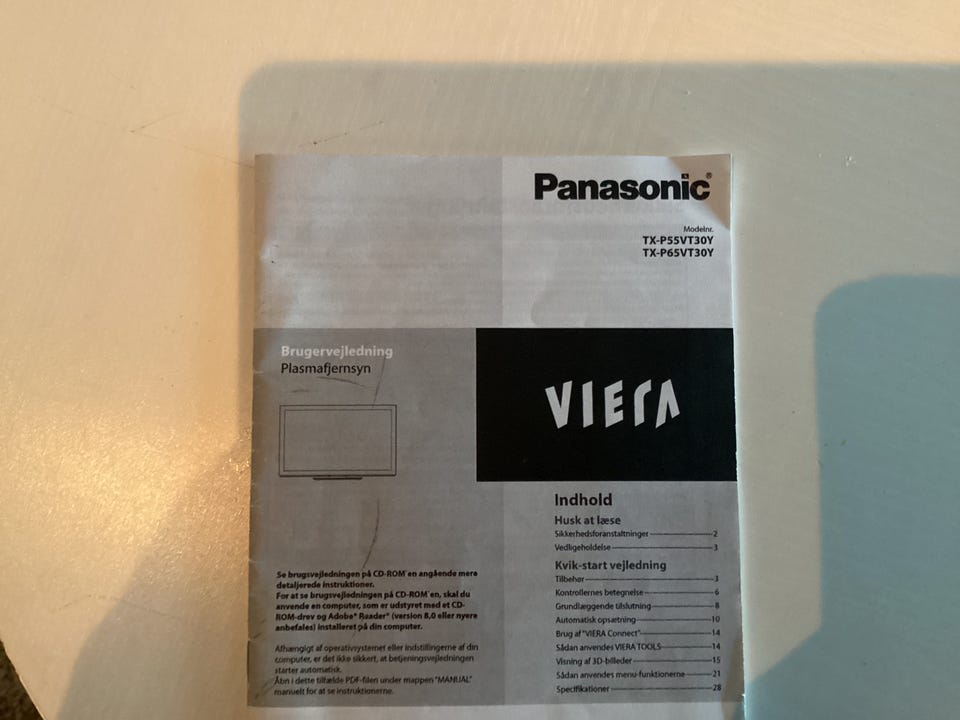 Panasonic®
Modelnr.
TX-P55VT30Y
TX-P65VT30Y
Brugervejledning
Plasmafjernsyn
VIERA
Se brugsvejledningen på CD-ROM'en angående mere
detaljerede instruktioner.
For at se brugsvejledningen på CD-ROM'en, skal du
anvende en computer, som er udstyret med et CD-
ROM-drev og Adobe® Reader® (version 8,0 eller nyere
anbefales) installeret på din computer.
Afhængigt af operativsystemet eller indstillingerne af din
computer, er det ikke sikkert, at betjeningsvejledningen
starter automatisk.
Åbn i dette tilfælde PDF-filen under mappen "MANUAL"
manuelt for at se instruktionerne.
Indhold
Husk at læse
Sikkerhedsforanstaltninger 2
Vedligeholdelse 3
Kvik-start vejledning
Tilbehør 3
Kontrollernes betegnelse 6
Grundlæggende tilslutning 8
Automatisk opsætning 10
Brug af "VIERA Connect" 14
Sådan anvendes VIERA TOOLS 14
Visning af 3D-billeder 15
Sådan anvendes menu-funktionerne 21
Specifikationer 28